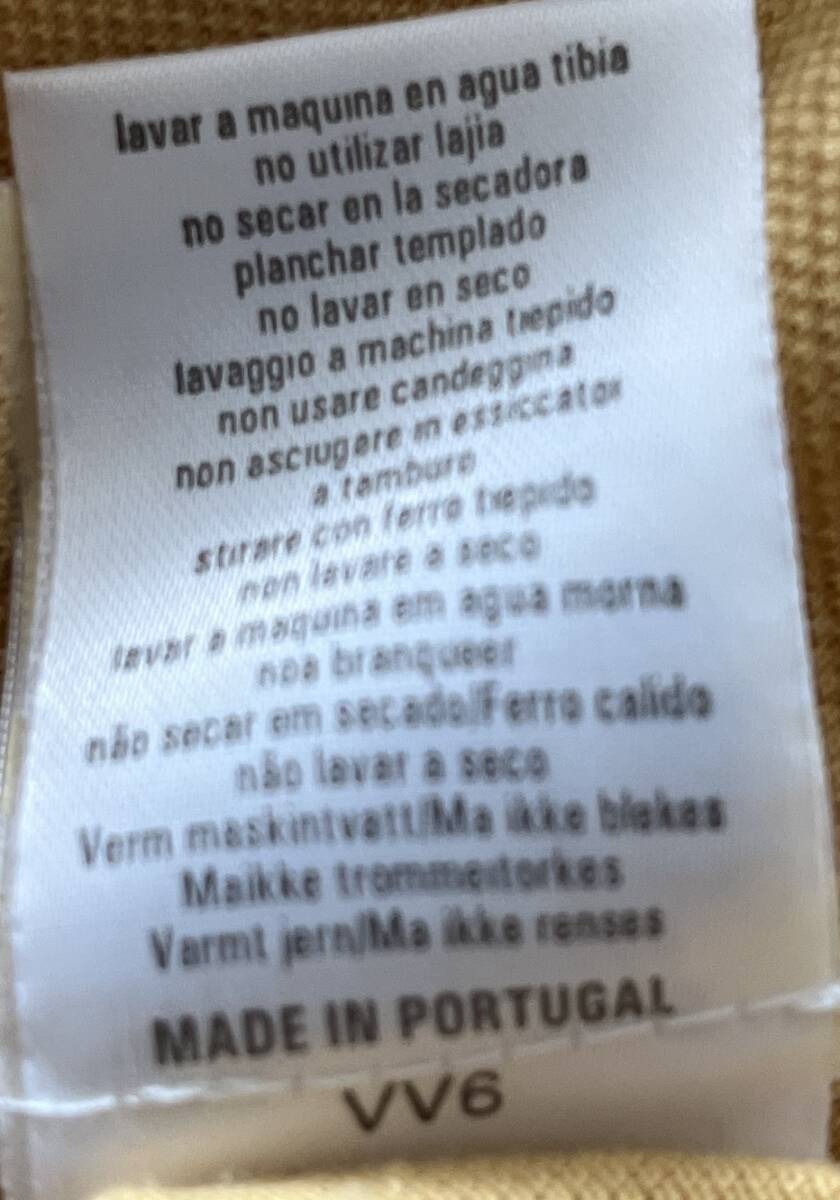 lavar a maquina en agua tibia
no utilizar lajia
no secar en la secadora
planchar templado
no lavar en seco
lavaggio a machina tiepido
non usare candeggina
non asciugare in essiccator
a tamburo
stirare con ferro tiepido
non lavare a seco
lavar a maquina em agua morna
noa branqueer
não secar em secado/Ferro calido
não lavar a seco
Verm maskintvatt/Ma ikke blekes
Maikke trommeltorkes
Varmt jern/Ma ikke renses
MADE IN PORTUGAL
VV6